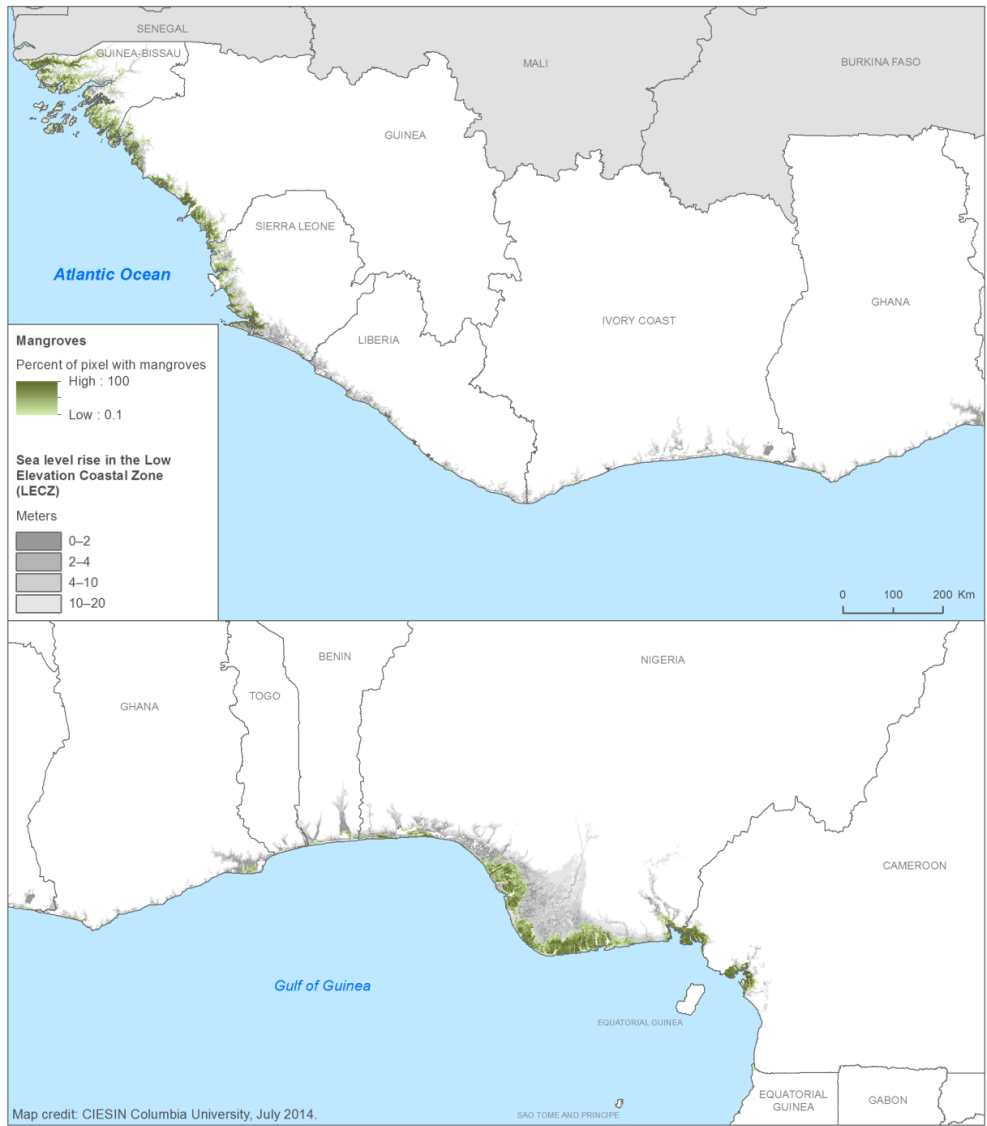 SENEGAL
GUINEA-BISSAU
MALI
BURKINA FASO
GUINEA
SIERRA LEONE
Atlantic Ocean
GHANA
IVORY COAST
LIBERIA
Mangroves
Percent of pixel with mangroves
High : 100
Low : 0.1
Sea level rise in the Low
Elevation Coastal Zone
(LECZ)
Meters
0–2
2–4
4–10
10–20
0 100 200 Km
BENIN
NIGERIA
TOGO
GHANA
CAMEROON
Gulf of Guinea
EQUATORIAL GUINEA
EQUATORIAL
GUINEA
GABON
SAO TOME AND PRINCIPE
Map credit: CIESIN Columbia University, July 2014.